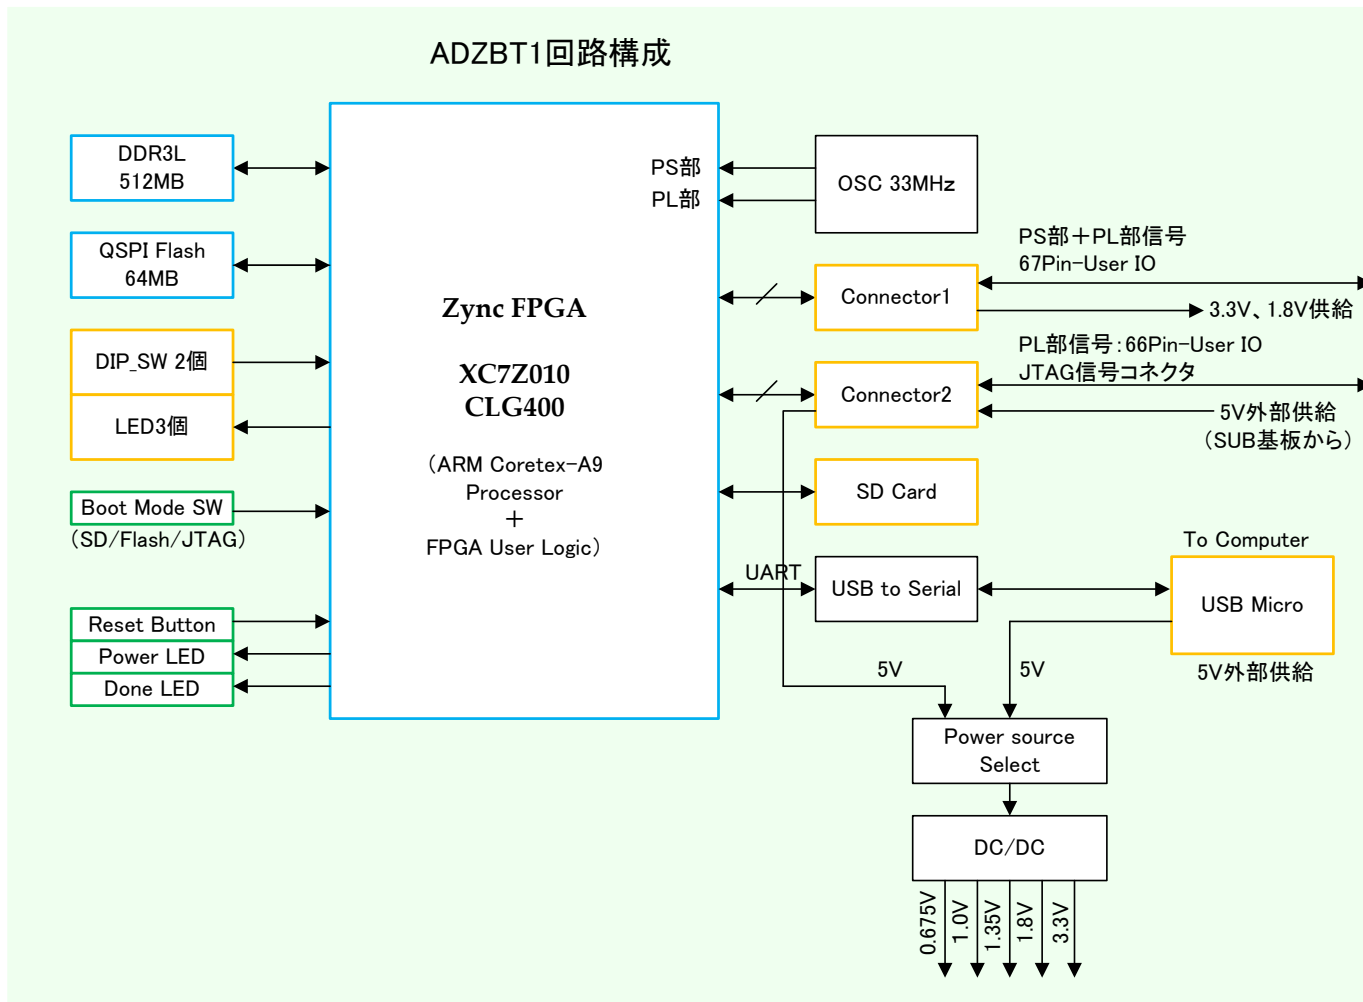 ADZBT1回路構成
DDR3L
512MB
QSPI Flash
64MB
DIP_SW 2個
LED3個
Boot Mode SW
(SD/Flash/JTAG)
Reset Button
Power LED
Done LED
PS部
PL部
Zync FPGA
XC7Z010
CLG400
(ARM Coretex-A9
Processor
+
FPGA User Logic)
OSC 33MHz
PS部+PL部信号
67Pin-User IO
Connector1
3.3V、1.8V供給
PL部信号:66Pin-User IO
JTAG信号コネクタ
Connector2
5V外部供給
(SUB基板から)
SD Card
UART
USB to Serial
To Computer
USB Micro
5V外部供給
5V
5V
Power source
Select
DC/DC
0.675V
1.0V
1.35V
1.8V
3.3V